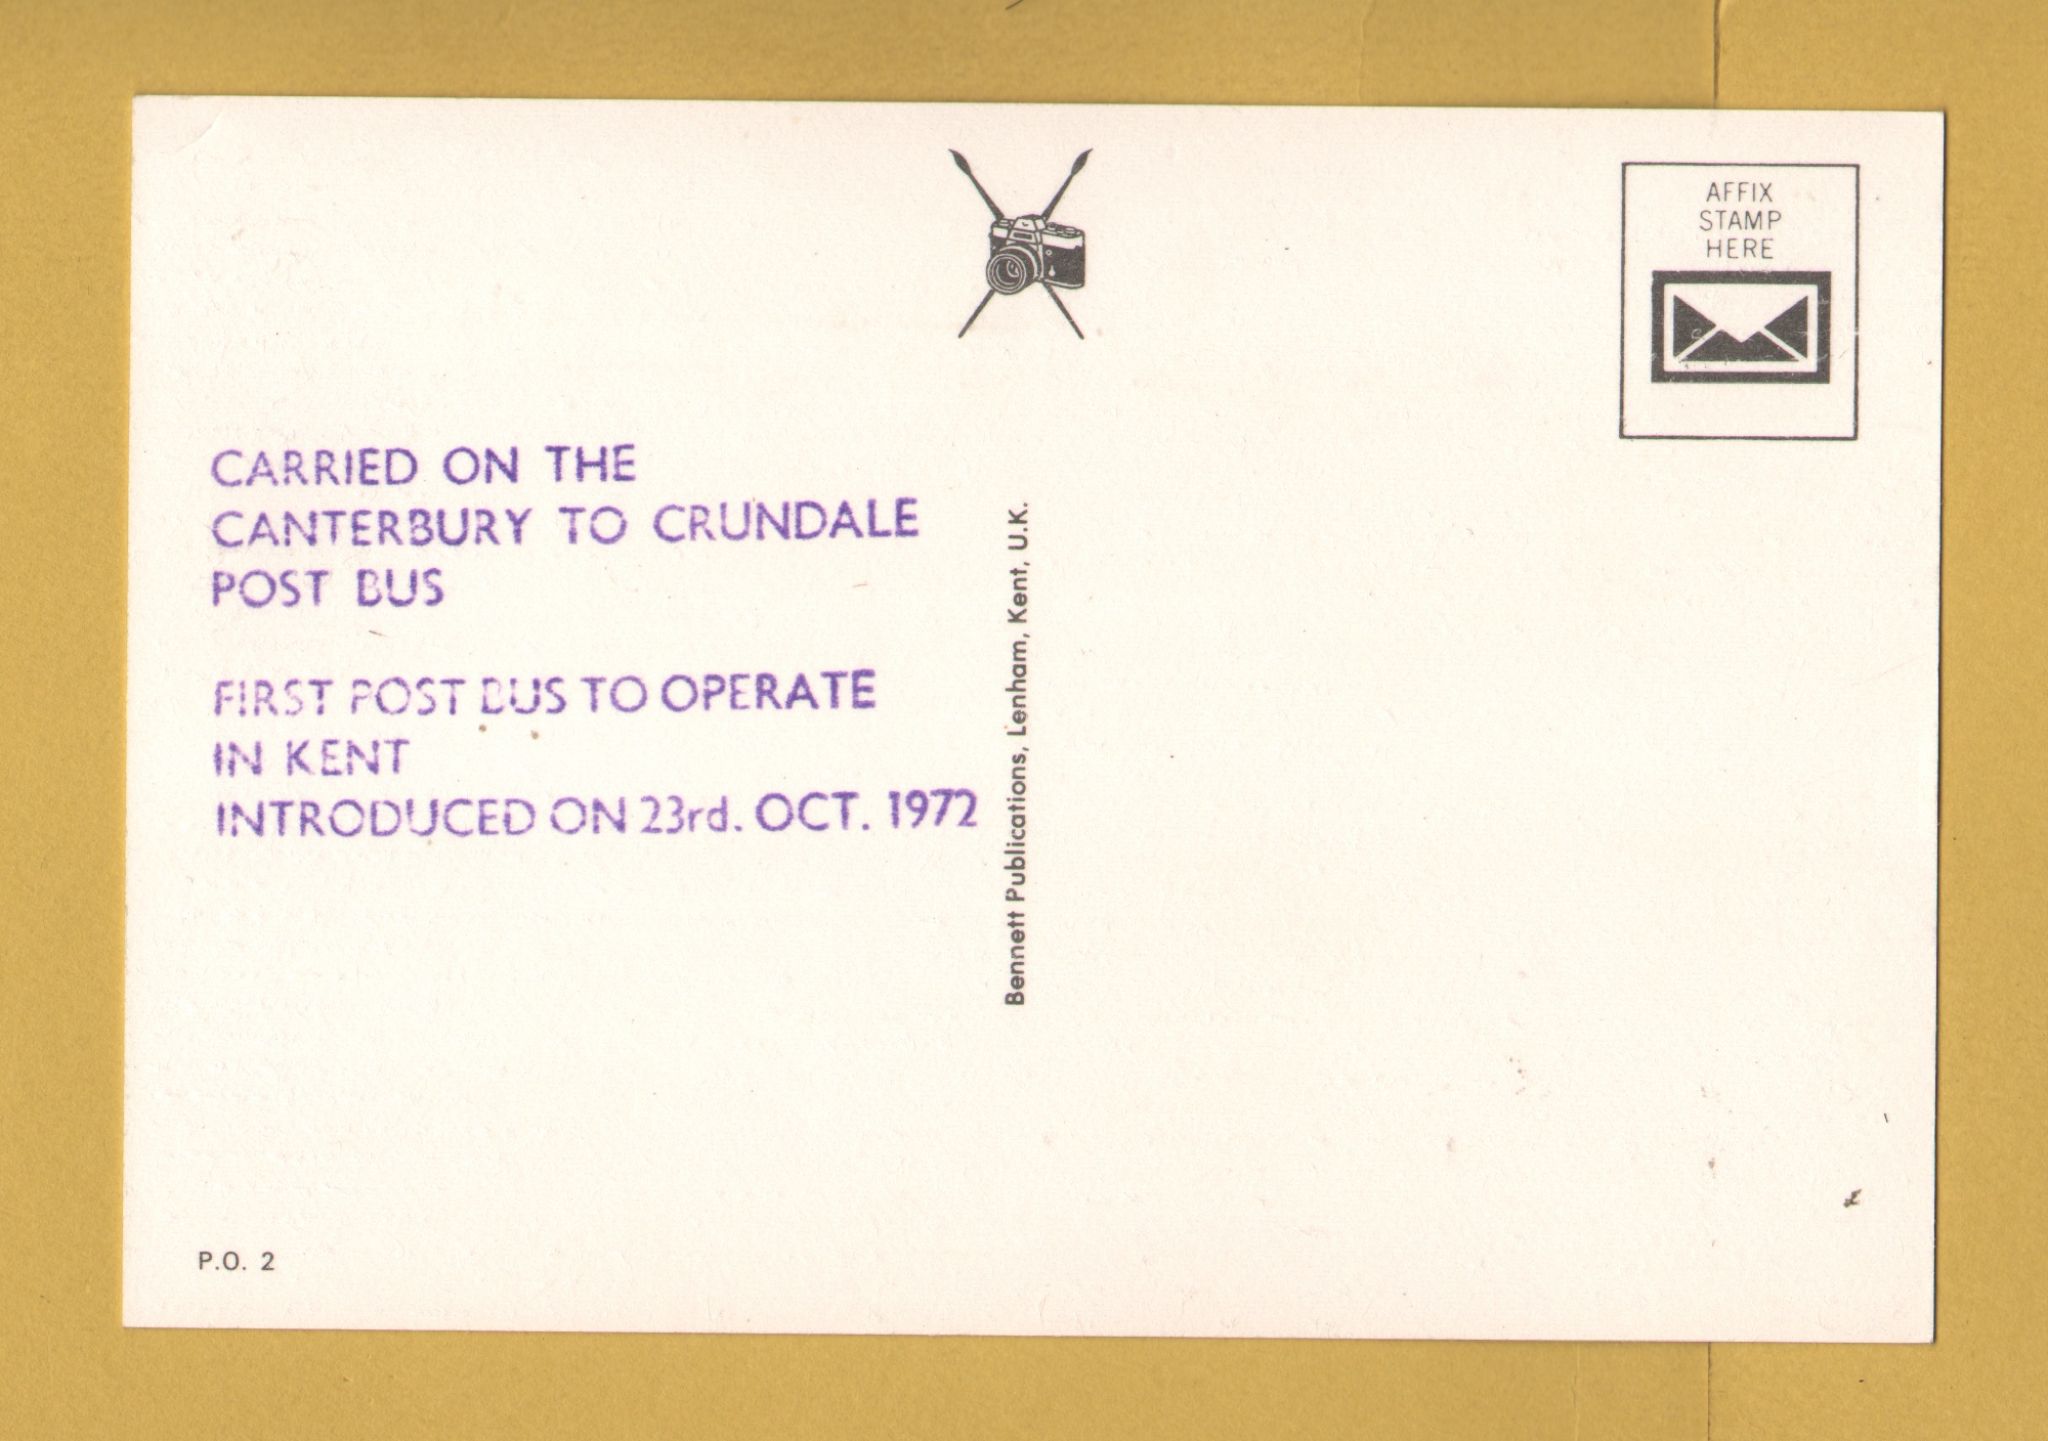 CARRIED ON THE
CANTERBURY TO CRUNDALE
POST BUS
FIRST POST BUS TO OPERATE
IN KENT
INTRODUCED ON 23rd. OCT. 1972
P.O. 2
Bennett Publications, Lenham, Kent, U.K.
AFFIX
STAMP
HERE